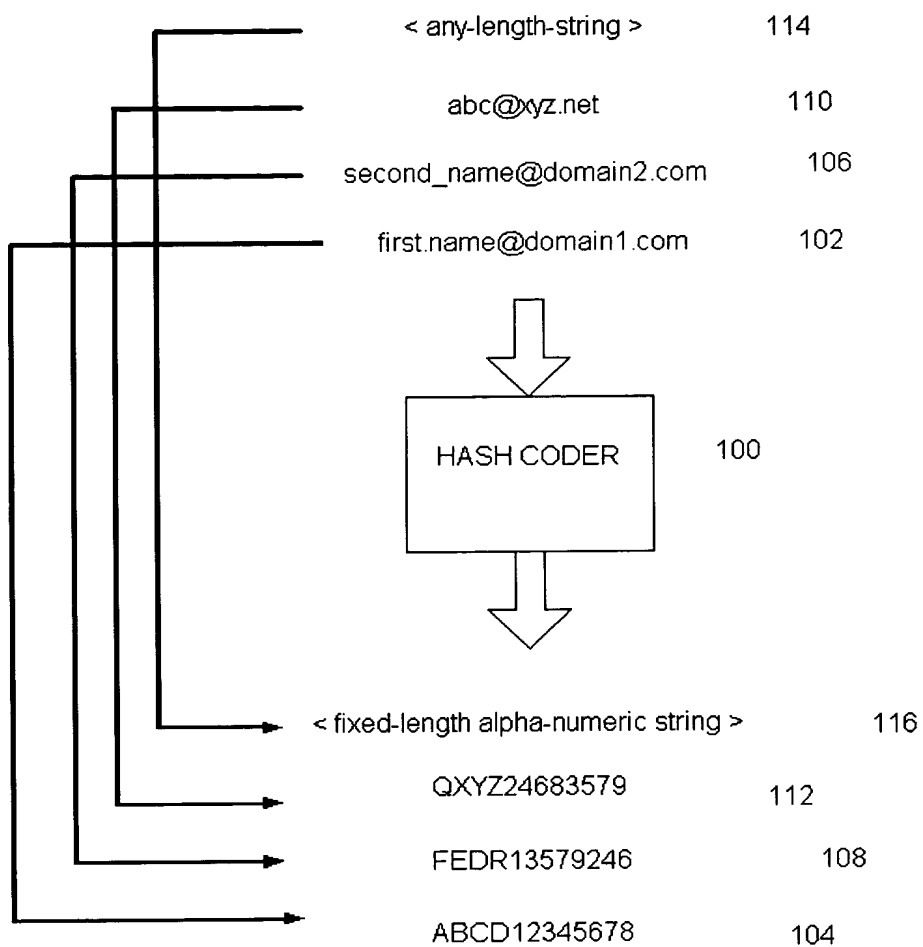 < any-length-string > 114
abc@xyz.net 110
second_name@domain2.com 106
first.name@domain1.com 102
HASH CODER 100
< fixed-length alpha-numeric string > 116
QXYZ24683579 112
FEDR13579246 108
ABCD12345678 104